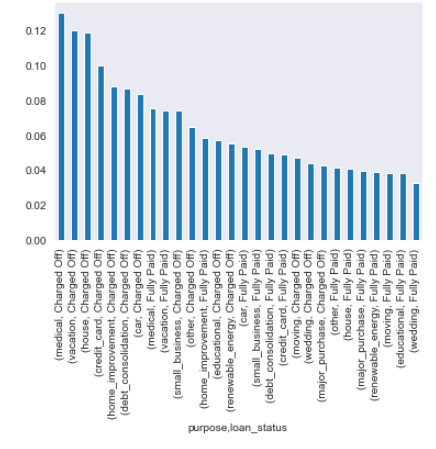 0.12
0.10
0.08
0.06
0.04
0.02
0.00
(medical, Charged Off)
(vacation, Charged Off)
(house, Charged Off)
(credit_card, Charged Off)
(home_improvement, Charged Off)
(debt_consolidation, Charged Off)
(car, Charged Off)
(medical, Fully Paid)
(vacation, Fully Paid)
(small_business, Charged Off)
(other, Charged Off)
(home_improvement, Fully Paid)
(educational, Charged Off)
(renewable_energy, Charged Off)
(car, Fully Paid)
(small_business, Fully Paid)
(debt_consolidation, Fully Paid)
(credit_card, Fully Paid)
(moving, Charged Off)
(wedding, Charged Off)
(major_purchase, Charged Off)
(other, Fully Paid)
(house, Fully Paid)
(major_purchase, Fully Paid)
(renewable_energy, Fully Paid)
(moving, Fully Paid)
(educational, Fully Paid)
(wedding, Fully Paid)
purpose,loan_status